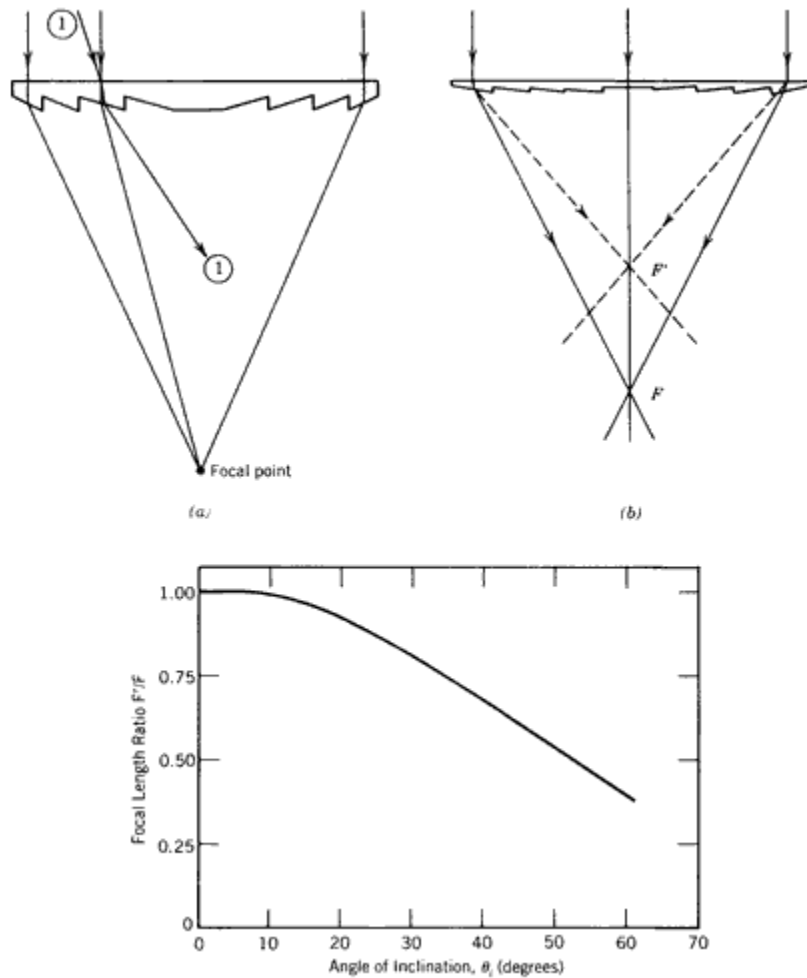 1
1
Focal point
(a)
F'
F
(b)
Focal Length Ratio F'/F
1.00
0.75
0.50
0.25
0
0 10 20 30 40 50 60 70
Angle of Inclination, θi (degrees)